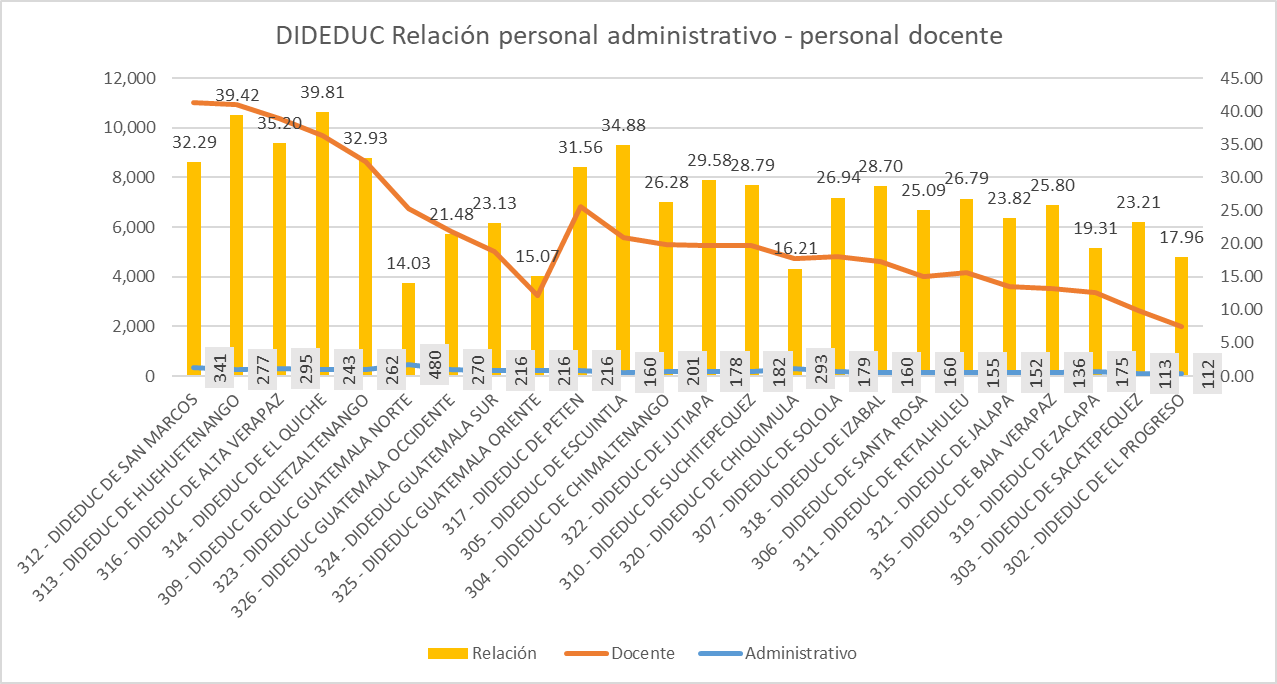 DIDEDUC Relación personal administrativo - personal docente
12,000
10,000
8,000
6,000
4,000
2,000
0
45.00
40.00
35.00
30.00
25.00
20.00
15.00
10.00
5.00
0.00
32.29
39.42
35.20
39.81
32.93
14.03
21.48
23.13
15.07
31.56
34.88
26.28
29.58
28.79
16.21
26.94
28.70
25.09
26.79
23.82
25.80
19.31
23.21
17.96
341
277
295
243
262
480
270
216
216
216
160
201
178
182
293
179
160
160
155
152
136
175
113
112
312 - DIDEDUC DE SAN MARCOS
313 - DIDEDUC DE HUEHUETENANGO
316 - DIDEDUC DE ALTA VERAPAZ
314 - DIDEDUC DE EL QUICHE
309 - DIDEDUC DE QUETZALTENANGO
323 - DIDEDUC GUATEMALA NORTE
326 - DIDEDUC GUATEMALA OCCIDENTE
324 - DIDEDUC GUATEMALA SUR
325 - DIDEDUC GUATEMALA ORIENTE
317 - DIDEDUC DE PETEN
305 - DIDEDUC DE ESCUINTLA
304 - DIDEDUC DE CHIMALTENANGO
322 - DIDEDUC DE JUTIAPA
310 - DIDEDUC DE SUCHITEPEQUEZ
320 - DIDEDUC DE CHIQUIMULA
307 - DIDEDUC DE SOLOLA
318 - DIDEDUC DE IZABAL
306 - DIDEDUC DE SANTA ROSA
311 - DIDEDUC DE RETALHULEU
321 - DIDEDUC DE JALAPA
315 - DIDEDUC DE BAJA VERAPAZ
319 - DIDEDUC DE ZACAPA
303 - DIDEDUC DE SACATEPEQUEZ
302 - DIDEDUC DE EL PROGRESO
Relación
Docente
Administrativo